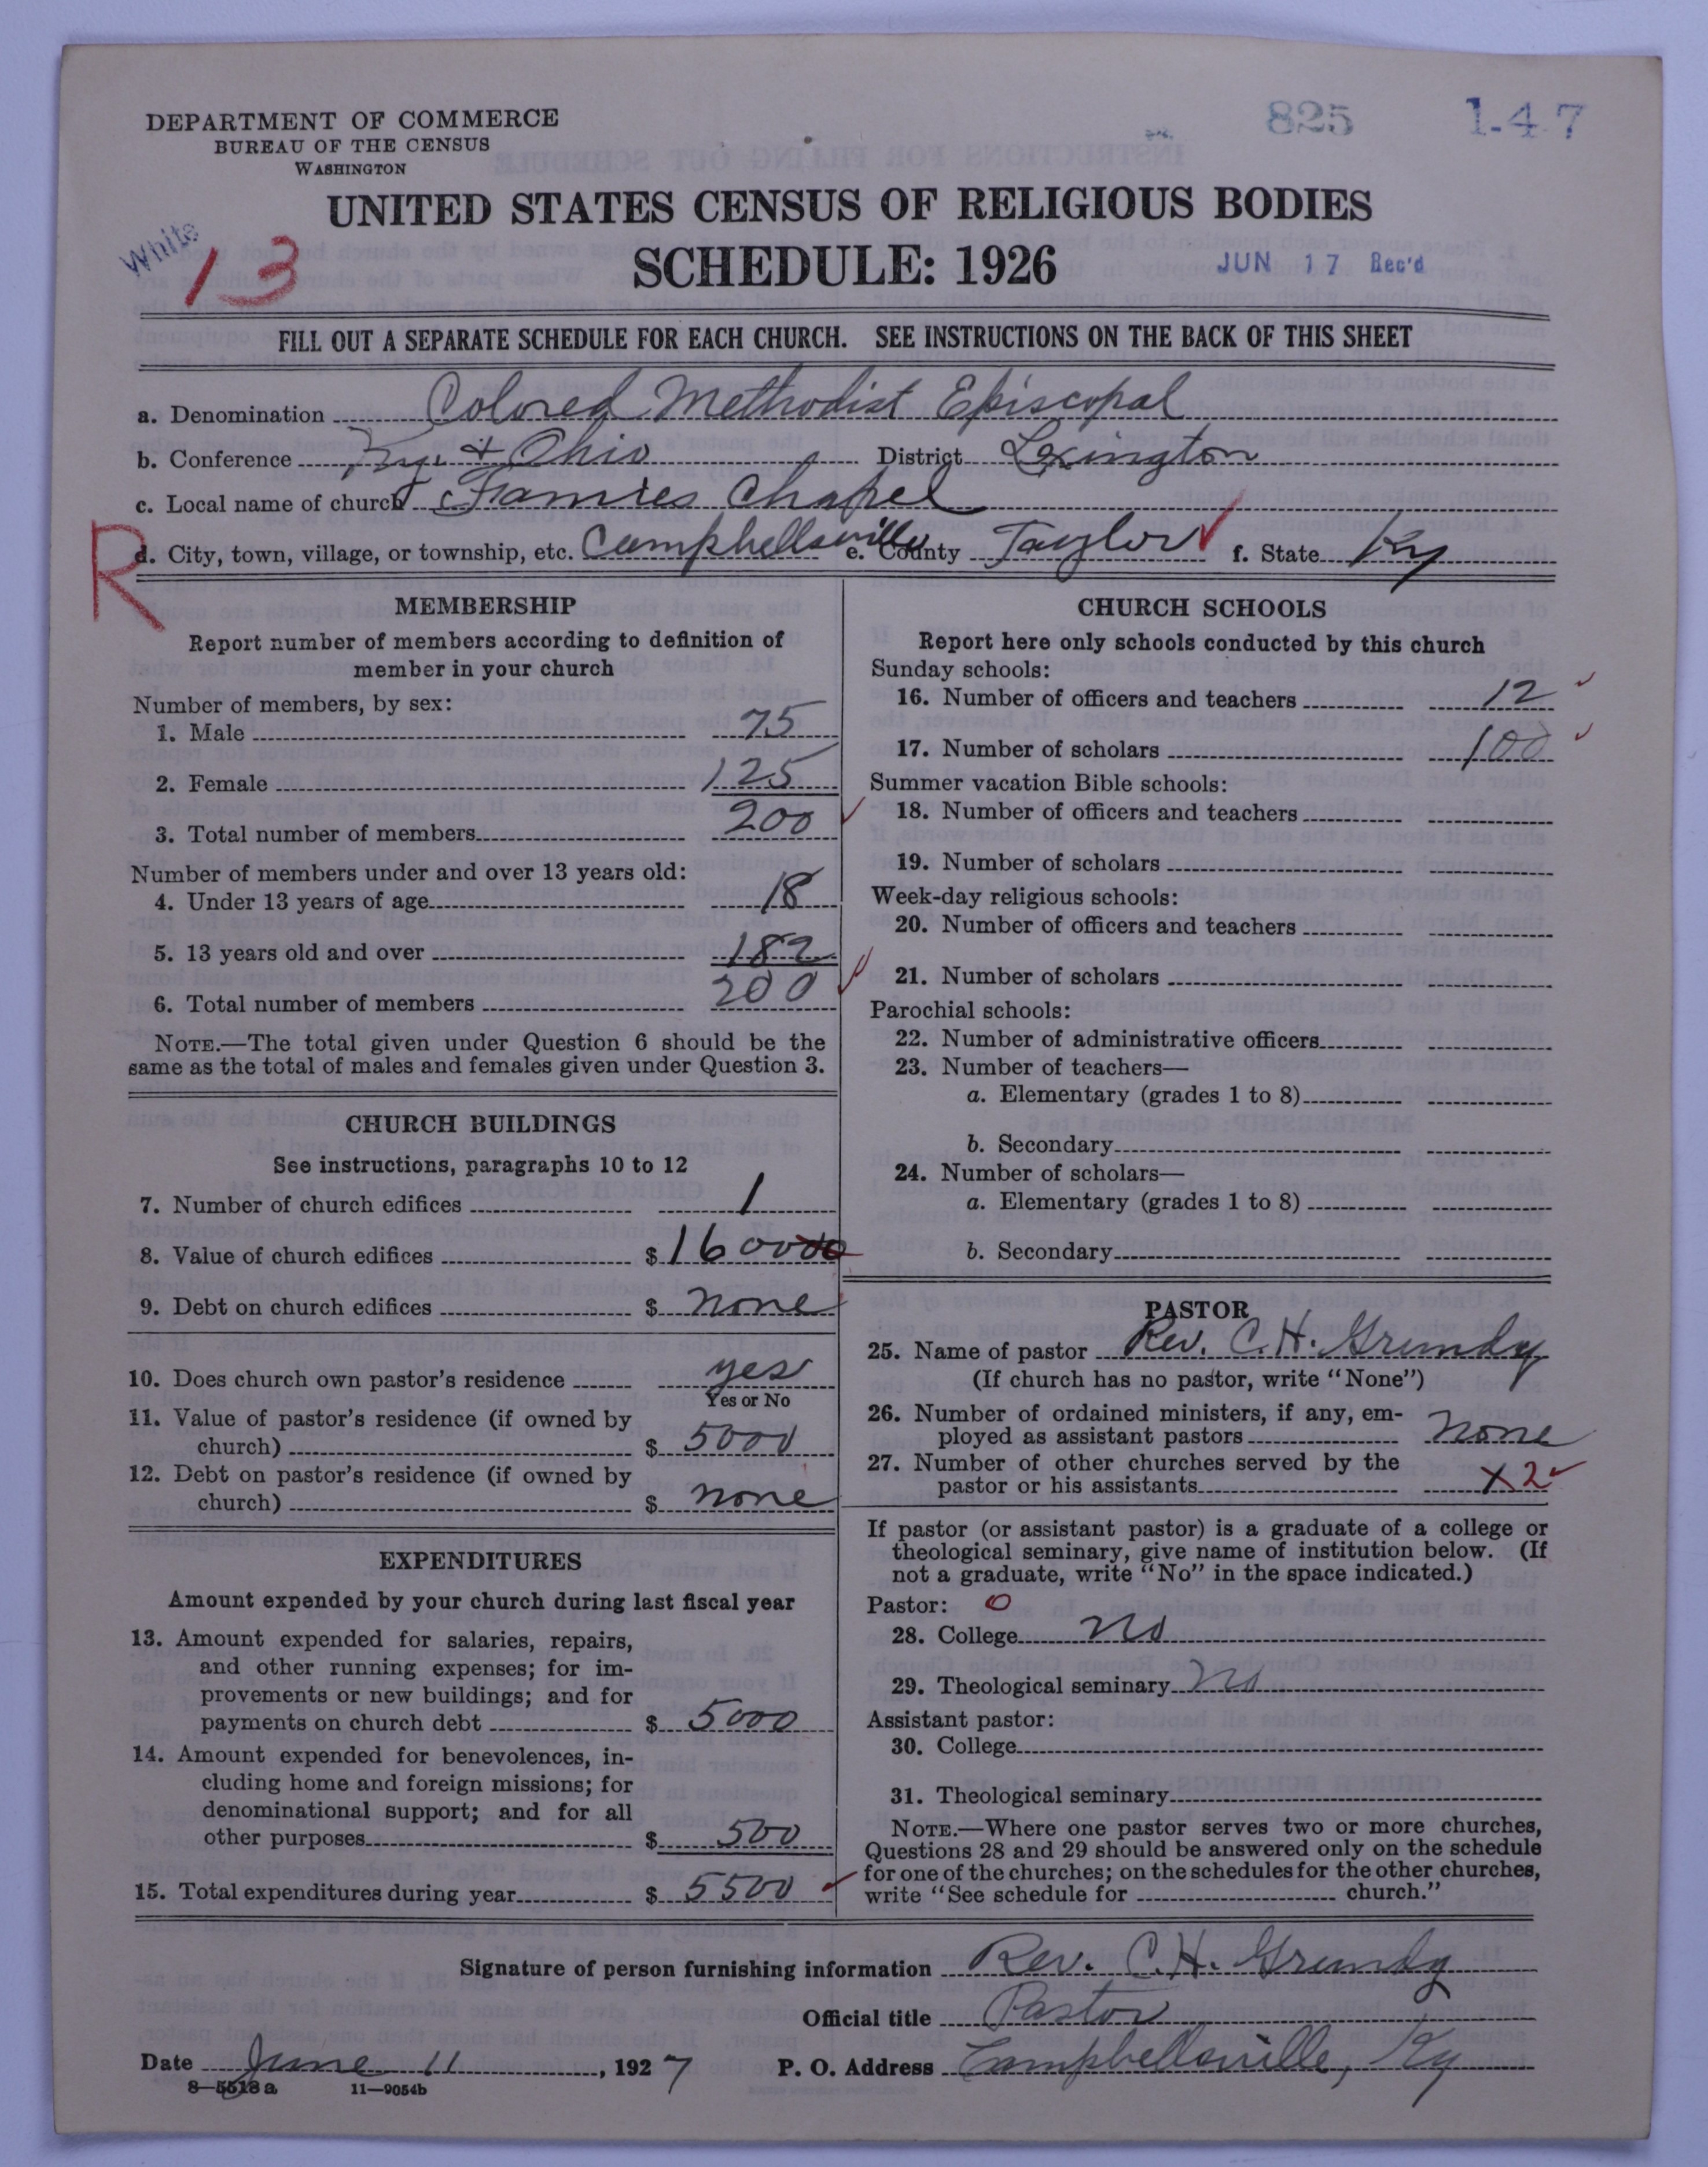 DEPARTMENT OF COMMERCE
BUREAU OF THE CENSUS
WASHINGTON
825
1-47
UNITED STATES CENSUS OF RELIGIOUS BODIES
SCHEDULE: 1926
White
13
JUN 17 Rec'd
FILL OUT A SEPARATE SCHEDULE FOR EACH CHURCH. SEE INSTRUCTIONS ON THE BACK OF THIS SHEET
a. Denomination Colored Methodist Episcopal
b. Conference Ky. & Ohio District Lexington
c. Local name of church Chapel
R
d. City, town, village, or township, etc. Campbellsville e. County Taylor f. State Ky
MEMBERSHIP
Report number of members according to definition of
member in your church
Number of members, by sex:
1. Male 75
2. Female 125
3. Total number of members 200
Number of members under and over 13 years old:
4. Under 13 years of age 18
5. 13 years old and over 182
6. Total number of members 200
NOTE.—The total given under Question 6 should be the
same as the total of males and females given under Question 3.
CHURCH BUILDINGS
See instructions, paragraphs 10 to 12
7. Number of church edifices 1
8. Value of church edifices $ 16000
9. Debt on church edifices $ none
10. Does church own pastor's residence yes
Yes or No
11. Value of pastor's residence (if owned by
church) $ 5000
12. Debt on pastor's residence (if owned by
church) $ none
EXPENDITURES
Amount expended by your church during last fiscal year
13. Amount expended for salaries, repairs,
and other running expenses; for im-
provements or new buildings; and for
payments on church debt $ 5000
14. Amount expended for benevolences, in-
cluding home and foreign missions; for
denominational support; and for all
other purposes $ 500
15. Total expenditures during year $ 5500
CHURCH SCHOOLS
Report here only schools conducted by this church
Sunday schools:
16. Number of officers and teachers 12
17. Number of scholars 100
Summer vacation Bible schools:
18. Number of officers and teachers
19. Number of scholars
Week-day religious schools:
20. Number of officers and teachers
21. Number of scholars
Parochial schools:
22. Number of administrative officers
23. Number of teachers—
a. Elementary (grades 1 to 8)
b. Secondary
24. Number of scholars—
a. Elementary (grades 1 to 8)
b. Secondary
PASTOR
25. Name of pastor Rev. C. H. Grundy
(If church has no pastor, write "None")
26. Number of ordained ministers, if any, em-
ployed as assistant pastors none
27. Number of other churches served by the
pastor or his assistants X 2
If pastor (or assistant pastor) is a graduate of a college or
theological seminary, give name of institution below. (If
not a graduate, write "No" in the space indicated.)
Pastor: 0
28. College no
29. Theological seminary no
Assistant pastor:
30. College
31. Theological seminary
NOTE.—Where one pastor serves two or more churches,
Questions 28 and 29 should be answered only on the schedule
for one of the churches; on the schedules for the other churches,
write "See schedule for church."
Signature of person furnishing information Rev. C. H. Grundy
Official title Pastor
Date June 11, 1927 P. O. Address Campbellsville, Ky
8—5518a 11—9054b